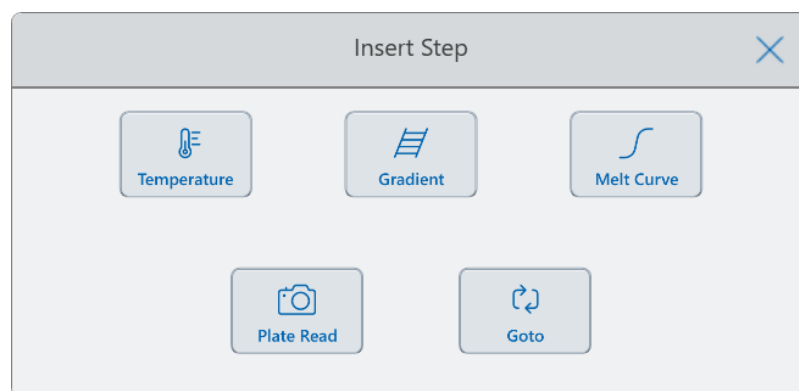 Insert Step
Temperature
Gradient
Melt Curve
Plate Read
Goto